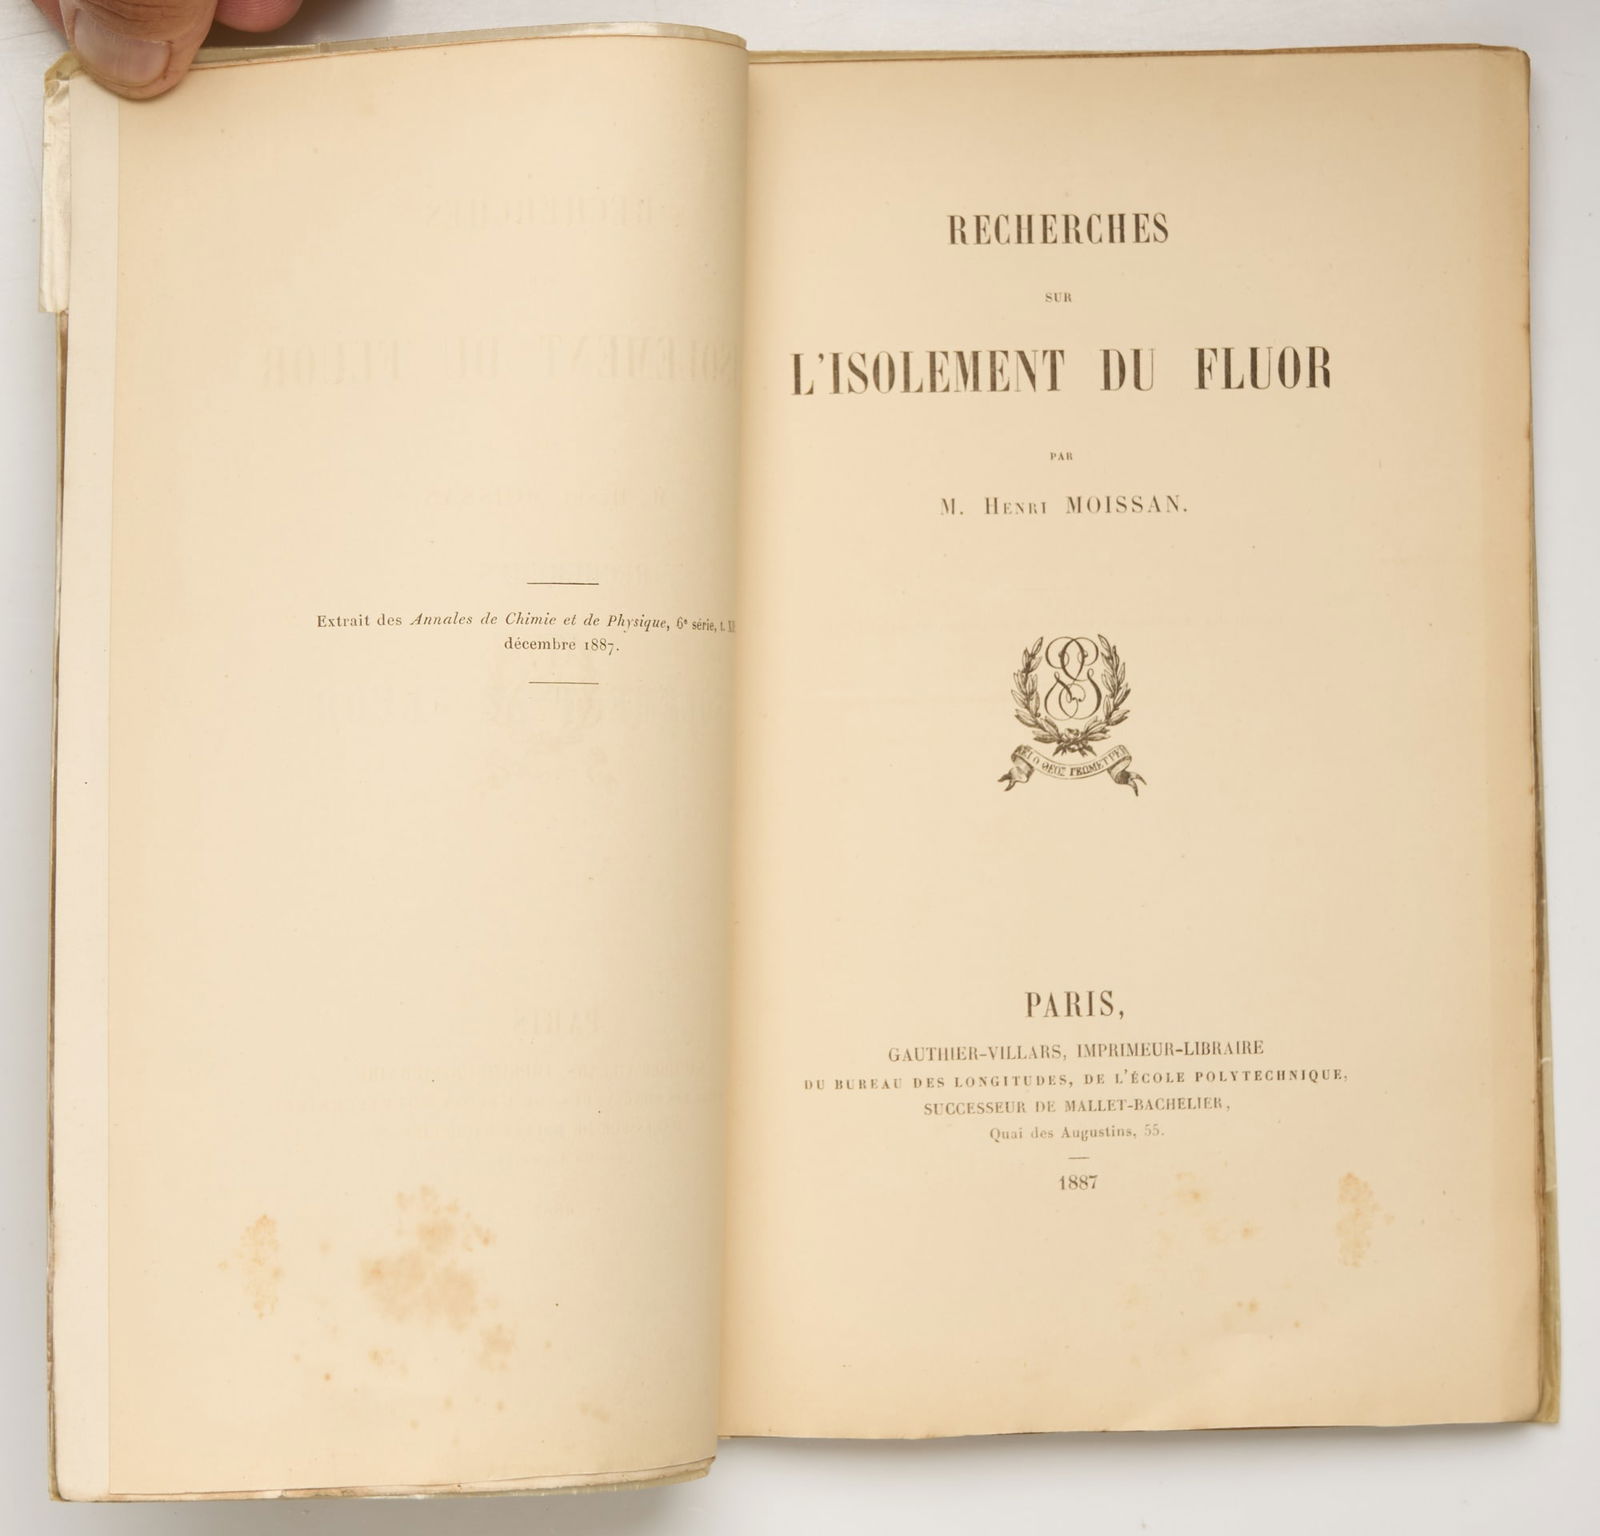 Extrait des Annales de Chimie et de Physique, 6e série, t.
décembre 1887.
RECHERCHES
SUR
L'ISOLEMENT DU FLUOR
PAR
M. Henri MOISSAN.
ΘΕΟΣ ΓΕΩΜΕΤΡΕΙ
PARIS,
GAUTHIER-VILLARS, IMPRIMEUR-LIBRAIRE
DU BUREAU DES LONGITUDES, DE L'ÉCOLE POLYTECHNIQUE,
SUCCESSEUR DE MALLET-BACHELIER,
Quai des Augustins, 55.
1887